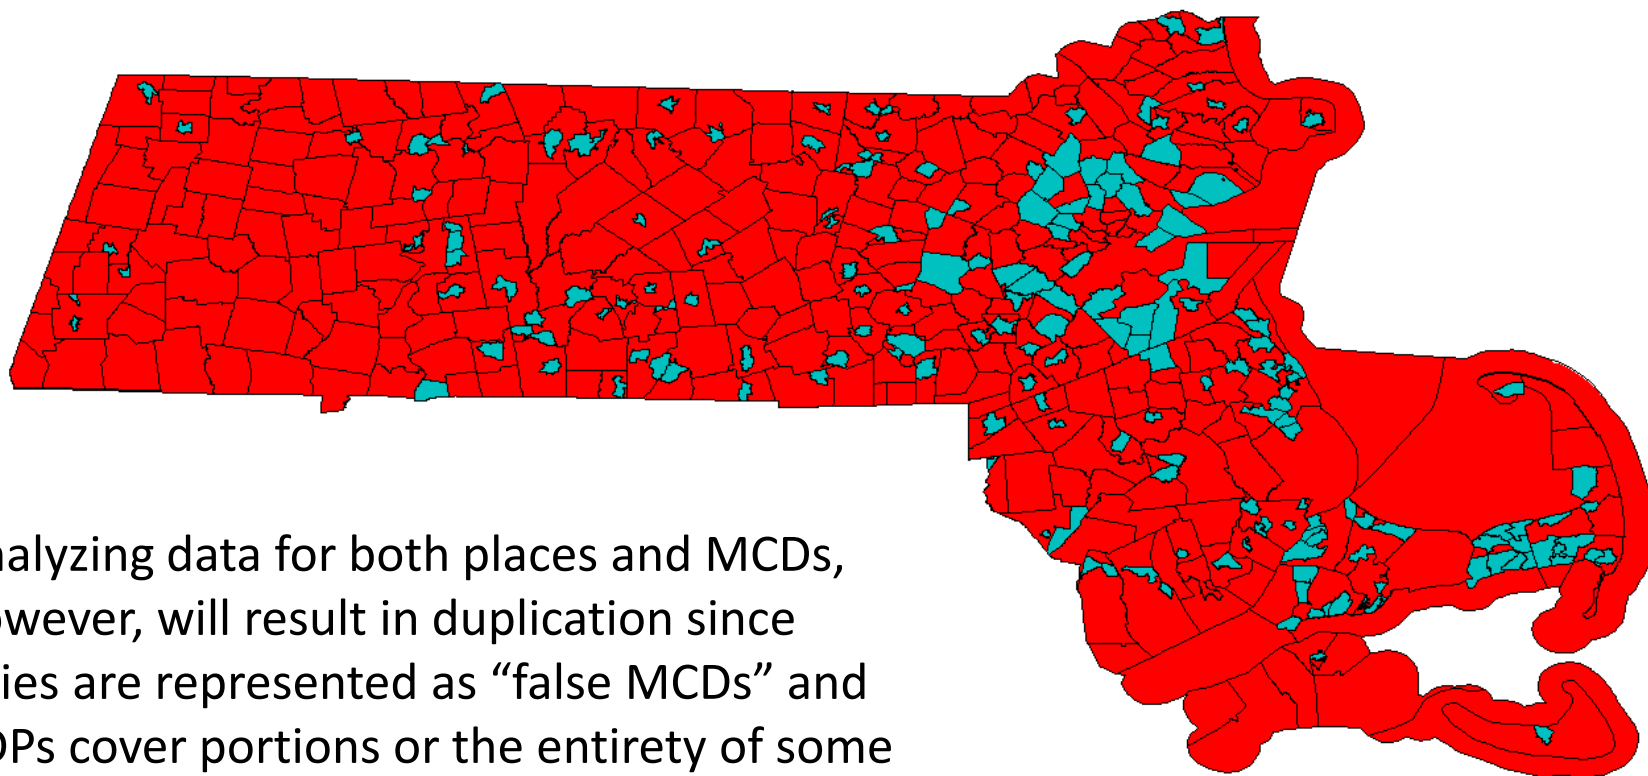 nalyzing data for both places and MCDs,
owever, will result in duplication since
ies are represented as “false MCDs” and
DPs cover portions or the entirety of some